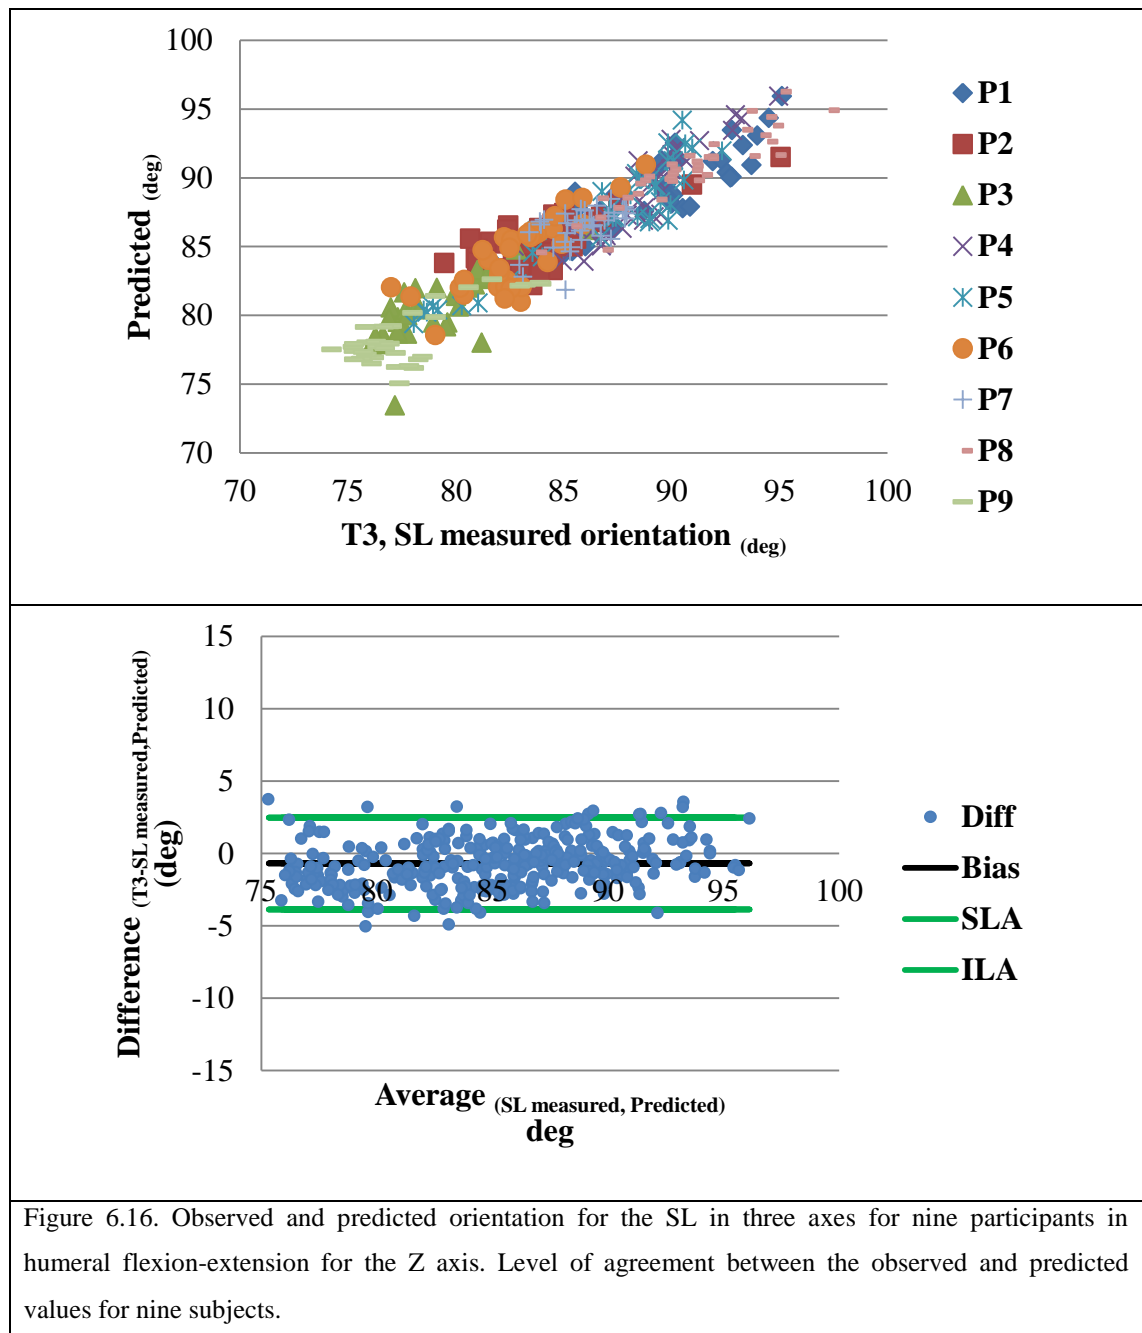 100
95
90
85
80
75
70
Predicted (deg)
70 75 80 85 90 95 100
T3, SL measured orientation (deg)
P1
P2
P3
P4
P5
P6
P7
P8
P9
15
10
5
0
-5
-10
-15
Difference (T3-SL measured,Predicted)
(deg)
75 80 85 90 95 100
Average (SL measured, Predicted)
deg
Diff
Bias
SLA
ILA
Figure 6.16. Observed and predicted orientation for the SL in three axes for nine participants in
humeral flexion-extension for the Z axis. Level of agreement between the observed and predicted
values for nine subjects.